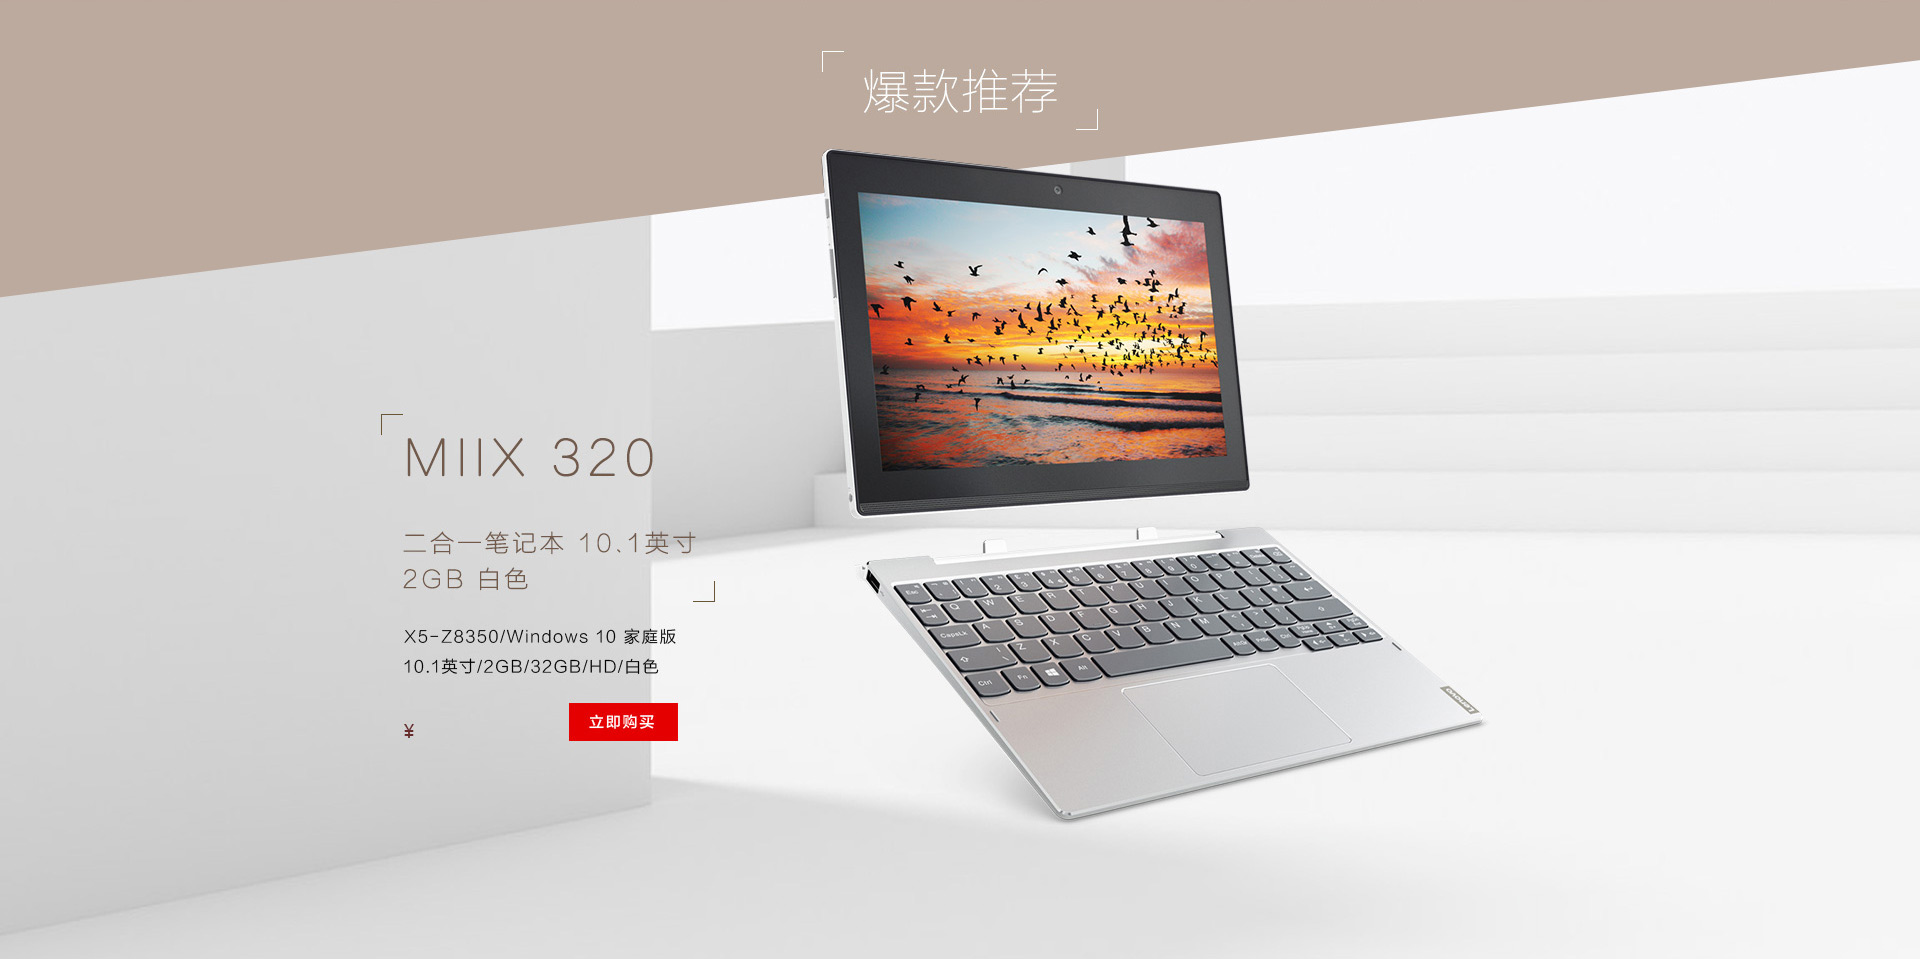 爆款推荐
MIIX 320
二合一笔记本 10.1英寸
2GB 白色
X5-Z8350/Windows 10 家庭版
10.1英寸/2GB/32GB/HD/白色
¥
立即购买
Lenovo